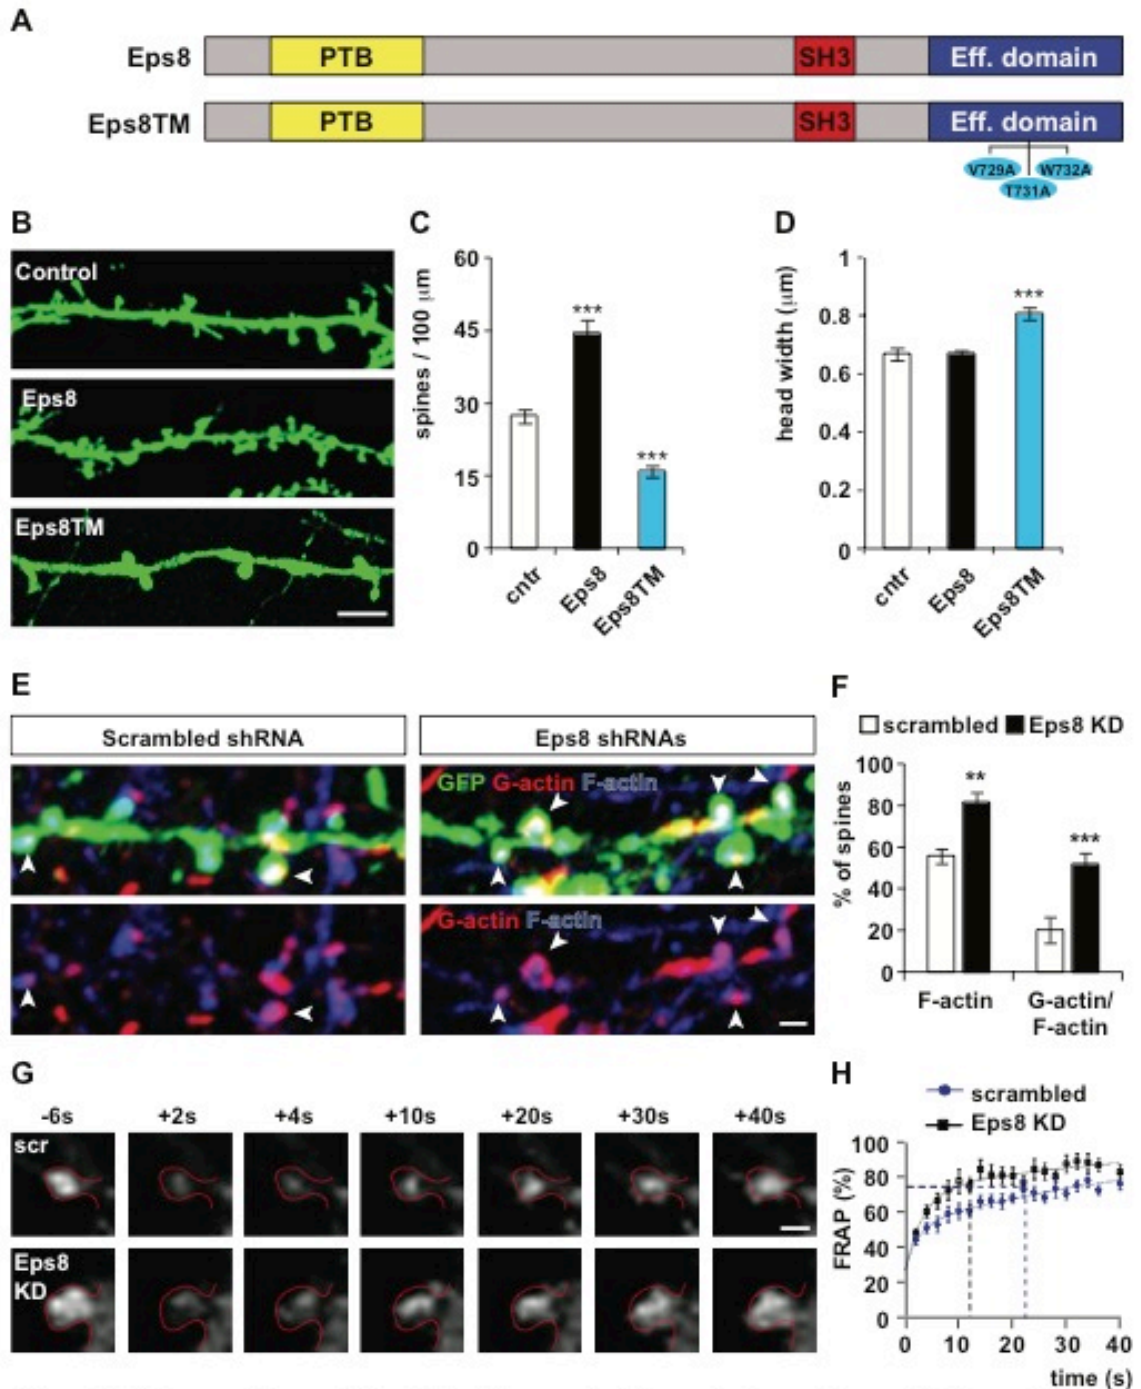 A
Eps8
PTB
SH3
Eff. domain
Eps8TM
PTB
SH3
Eff. domain
V729A
W732A
T731A
B
Control
Eps8
Eps8TM
C
spines / 100 μm
60
45
30
15
0
***
***
cntr
Eps8
Eps8TM
D
head width (μm)
1
0.8
0.6
0.4
0.2
0
***
cntr
Eps8
Eps8TM
E
Scrambled shRNA
Eps8 shRNAs
GFP G-actin F-actin
G-actin F-actin
F
scrambled Eps8 KD
% of spines
100
80
60
40
20
0
**
***
F-actin
G-actin/
F-actin
G
-6s +2s +4s +10s +20s +30s +40s
scr
Eps8
KD
H
scrambled
Eps8 KD
FRAP (%)
100
80
60
40
20
0
0 10 20 30 40
time (s)